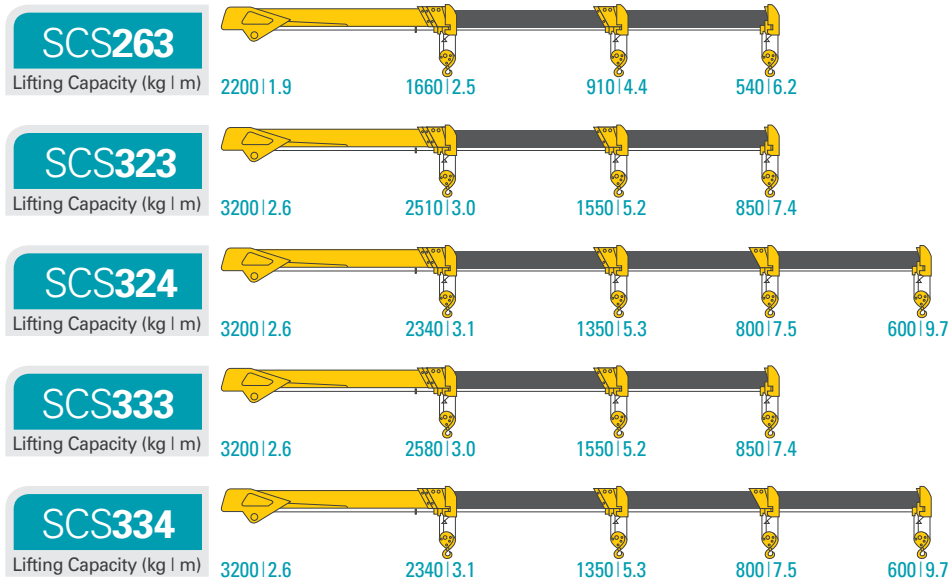 SCS263
Lifting Capacity (kg | m)
2200|1.9 1660|2.5 910|4.4 540|6.2
SCS323
Lifting Capacity (kg | m)
3200|2.6 2510|3.0 1550|5.2 850|7.4
SCS324
Lifting Capacity (kg | m)
3200|2.6 2340|3.1 1350|5.3 800|7.5 600|9.7
SCS333
Lifting Capacity (kg | m)
3200|2.6 2580|3.0 1550|5.2 850|7.4
SCS334
Lifting Capacity (kg | m)
3200|2.6 2340|3.1 1350|5.3 800|7.5 600|9.7